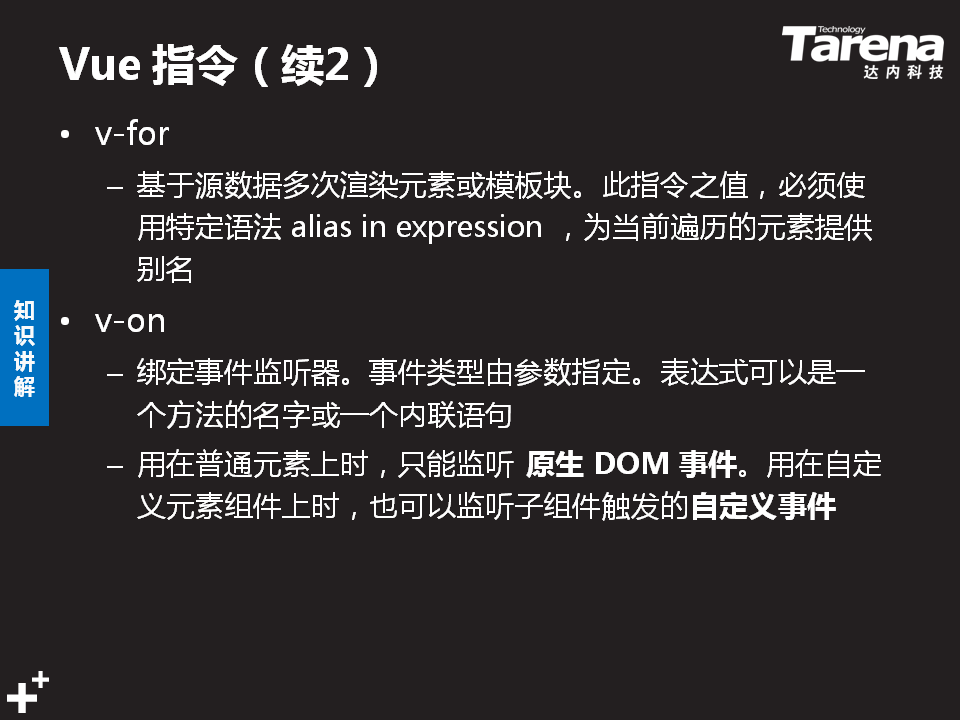 Vue 指令（续2）
Technology
Tarena
达内科技
• v-for
– 基于源数据多次渲染元素或模板块。此指令之值，必须使
用特定语法 alias in expression ，为当前遍历的元素提供
别名
• v-on
– 绑定事件监听器。事件类型由参数指定。表达式可以是一
个方法的名字或一个内联语句
– 用在普通元素上时，只能监听 原生 DOM 事件。用在自定
义元素组件上时，也可以监听子组件触发的自定义事件
知
识
讲
解